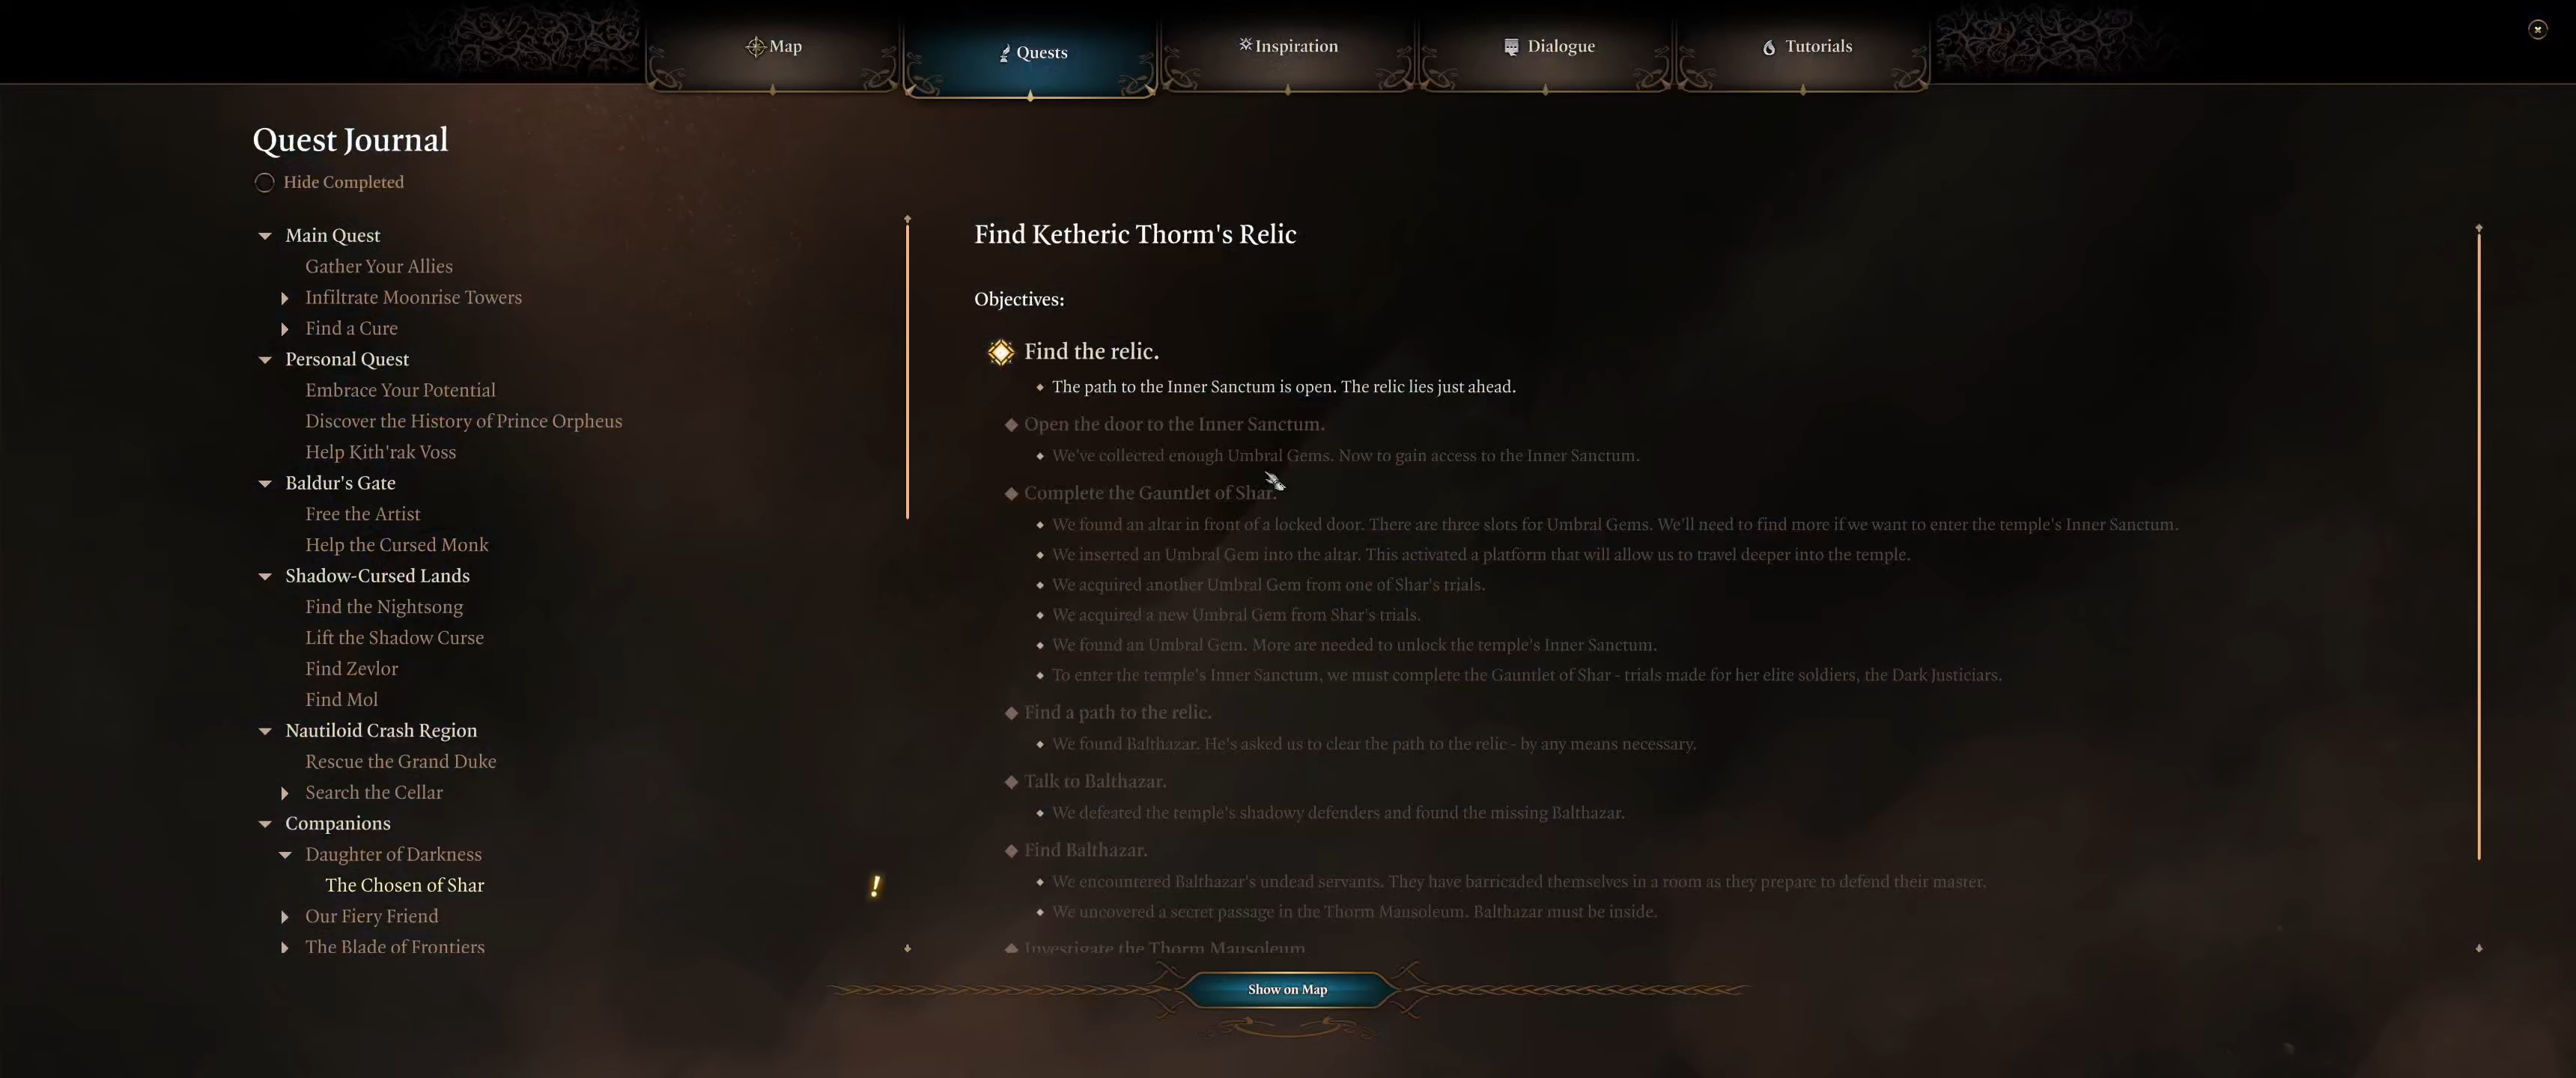 Map
Quests
Inspiration
Dialogue
Tutorials
Quest Journal
Hide Completed
Main Quest
Gather Your Allies
Infiltrate Moonrise Towers
Find a Cure
Personal Quest
Embrace Your Potential
Discover the History of Prince Orpheus
Help Kith'rak Voss
Baldur's Gate
Free the Artist
Help the Cursed Monk
Shadow-Cursed Lands
Find the Nightsong
Lift the Shadow Curse
Find Zevlor
Find Mol
Nautiloid Crash Region
Rescue the Grand Duke
Search the Cellar
Companions
Daughter of Darkness
The Chosen of Shar
!
Our Fiery Friend
The Blade of Frontiers
Find Ketheric Thorm's Relic
Objectives:
Find the relic.
The path to the Inner Sanctum is open. The relic lies just ahead.
Open the door to the Inner Sanctum.
We've collected enough Umbral Gems. Now to gain access to the Inner Sanctum.
Complete the Gauntlet of Shar.
We found an altar in front of a locked door. There are three slots for Umbral Gems. We'll need to find more if we want to enter the temple's Inner Sanctum.
We inserted an Umbral Gem into the altar. This activated a platform that will allow us to travel deeper into the temple.
We acquired another Umbral Gem from one of Shar's trials.
We acquired a new Umbral Gem from Shar's trials.
We found an Umbral Gem. More are needed to unlock the temple's Inner Sanctum.
To enter the temple's Inner Sanctum, we must complete the Gauntlet of Shar - trials made for her elite soldiers, the Dark Justiciars.
Find a path to the relic.
We found Balthazar. He's asked us to clear the path to the relic - by any means necessary.
Talk to Balthazar.
We defeated the temple's shadowy defenders and found the missing Balthazar.
Find Balthazar.
We encountered Balthazar's undead servants. They have barricaded themselves in a room as they prepare to defend their master.
We uncovered a secret passage in the Thorm Mausoleum. Balthazar must be inside.
Investigate the Thorm Mausoleum
Show on Map